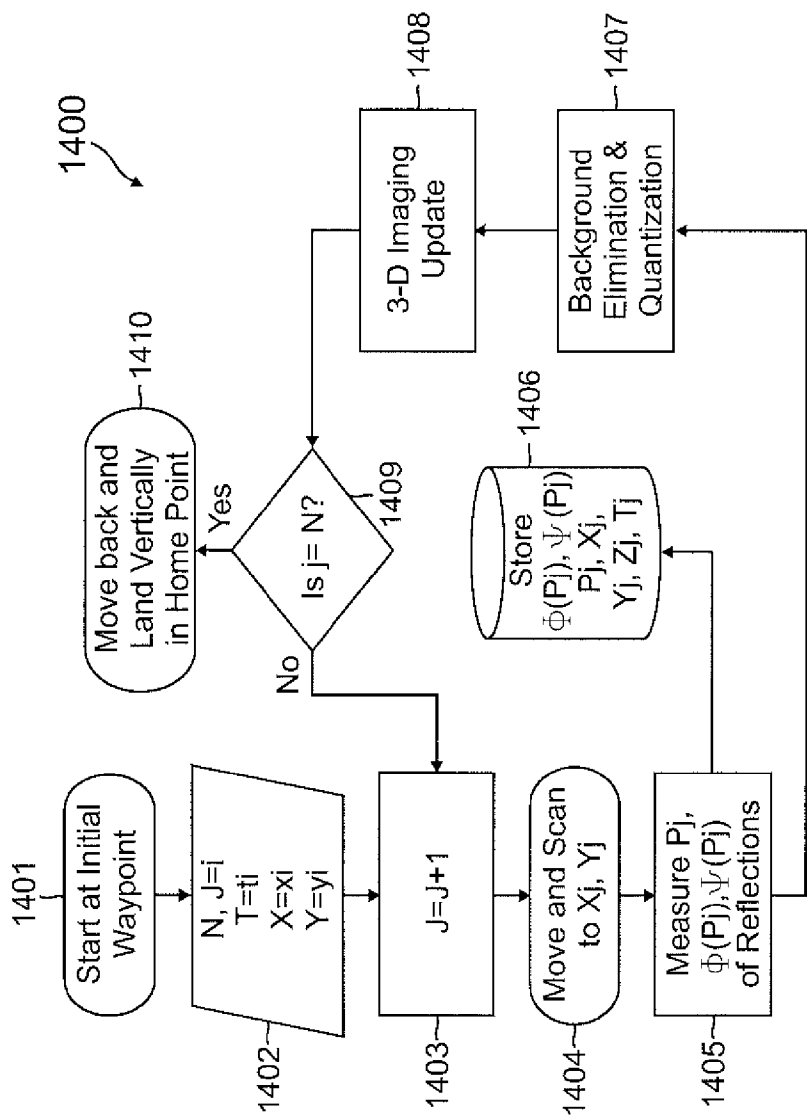 1400
1401
Start at Initial
Waypoint
1402
N, J=i
T=ti
X=xi
Y=yi
1403
J=J+1
1404
Move and Scan
to Xj, Yj
1405
Measure Pj,
Φ(Pj),Ψ(Pj)
of Reflections
1406
Store
Φ(Pj),Ψ(Pj)
Pj, Xj,
Yj, Zj, Tj
1407
Background
Elimination &
Quantization
1408
3-D Imaging
Update
1409
Is j= N?
No
Yes
1410
Move back and
Land Vertically
in Home Point